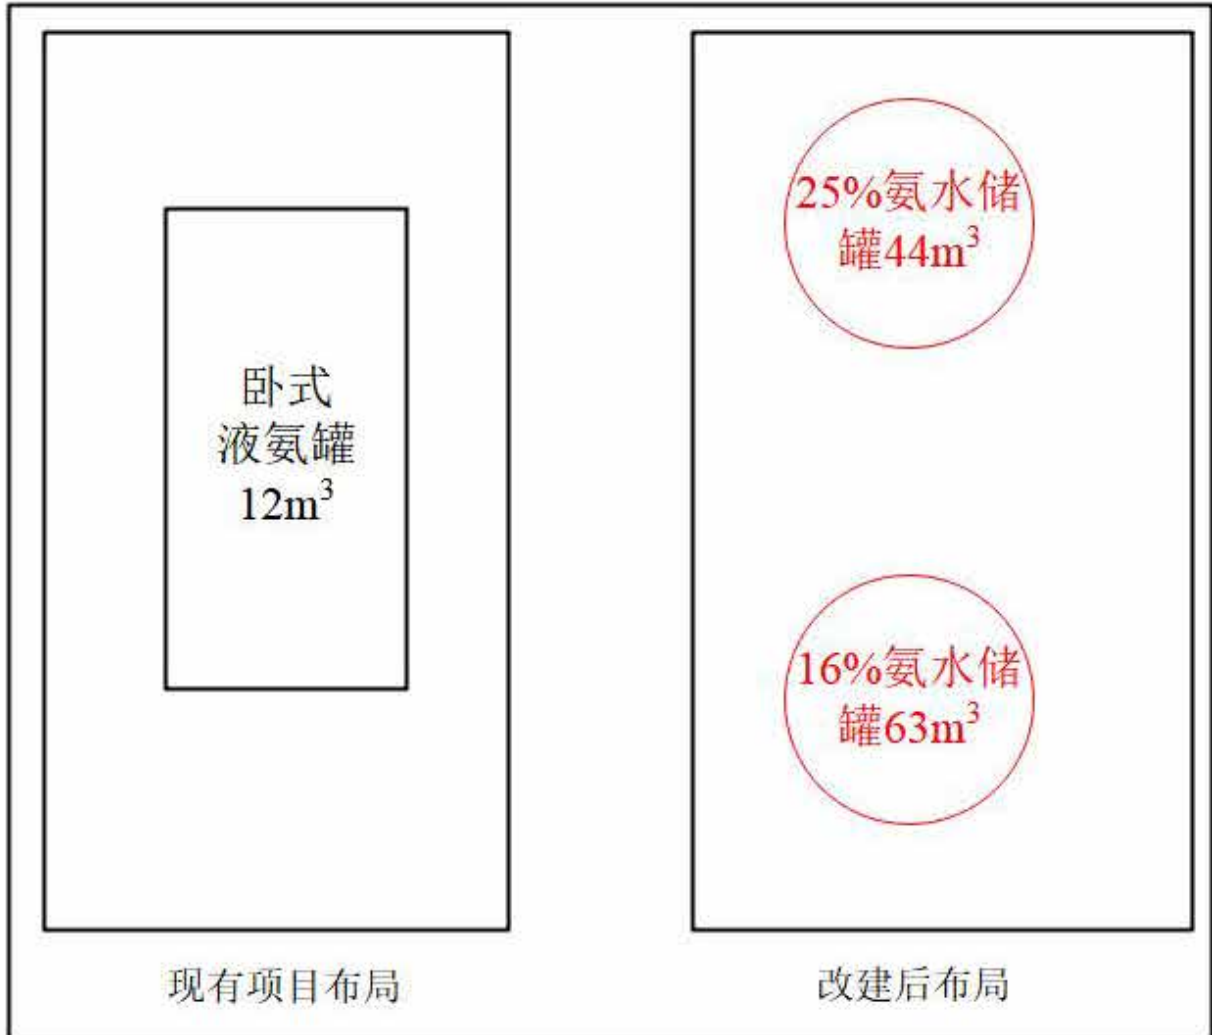 卧式
液氨罐
12m³
现有项目布局
25%氨水储
罐44m³
16%氨水储
罐63m³
改建后布局